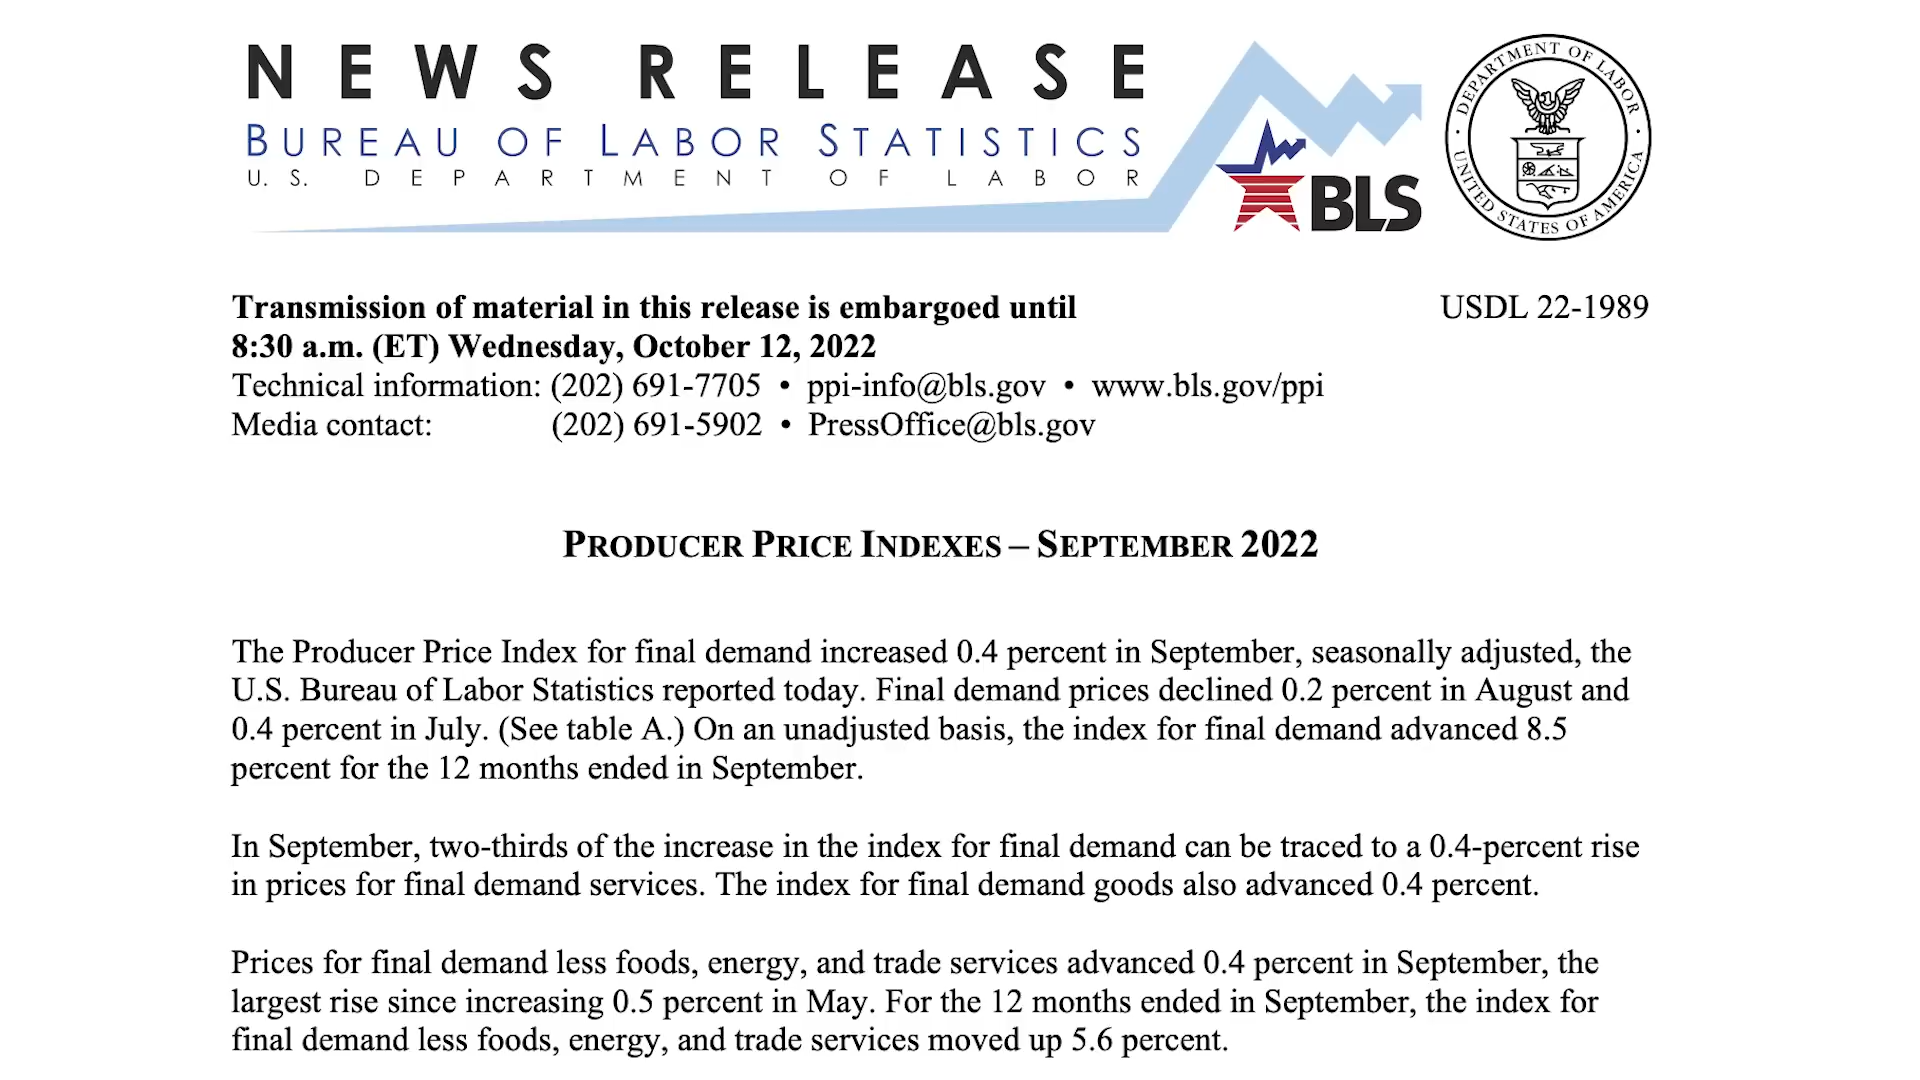 NEWS RELEASE
BUREAU OF LABOR STATISTICS
U. S. DEPARTMENT OF LABOR
BLS
DEPARTMENT OF LABOR
UNITED STATES OF AMERICA
Transmission of material in this release is embargoed until
USDL 22-1989
8:30 a.m. (ET) Wednesday, October 12, 2022
Technical information: (202) 691-7705 • ppi-info@bls.gov • www.bls.gov/ppi
Media contact: (202) 691-5902 • PressOffice@bls.gov
PRODUCER PRICE INDEXES – SEPTEMBER 2022
The Producer Price Index for final demand increased 0.4 percent in September, seasonally adjusted, the
U.S. Bureau of Labor Statistics reported today. Final demand prices declined 0.2 percent in August and
0.4 percent in July. (See table A.) On an unadjusted basis, the index for final demand advanced 8.5
percent for the 12 months ended in September.
In September, two-thirds of the increase in the index for final demand can be traced to a 0.4-percent rise
in prices for final demand services. The index for final demand goods also advanced 0.4 percent.
Prices for final demand less foods, energy, and trade services advanced 0.4 percent in September, the
largest rise since increasing 0.5 percent in May. For the 12 months ended in September, the index for
final demand less foods, energy, and trade services moved up 5.6 percent.